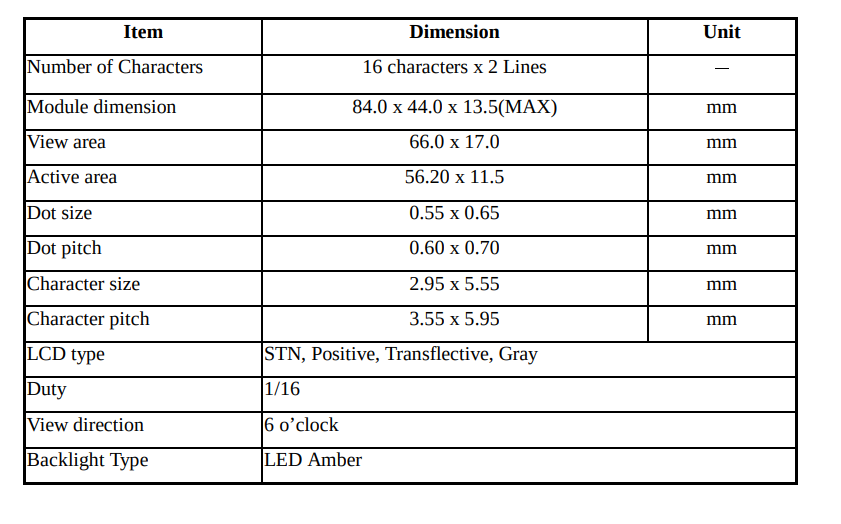 Item Dimension Unit
Number of Characters 16 characters x 2 Lines —
Module dimension 84.0 x 44.0 x 13.5(MAX) mm
View area 66.0 x 17.0 mm
Active area 56.20 x 11.5 mm
Dot size 0.55 x 0.65 mm
Dot pitch 0.60 x 0.70 mm
Character size 2.95 x 5.55 mm
Character pitch 3.55 x 5.95 mm
LCD type STN, Positive, Transflective, Gray
Duty 1/16
View direction 6 o’clock
Backlight Type LED Amber